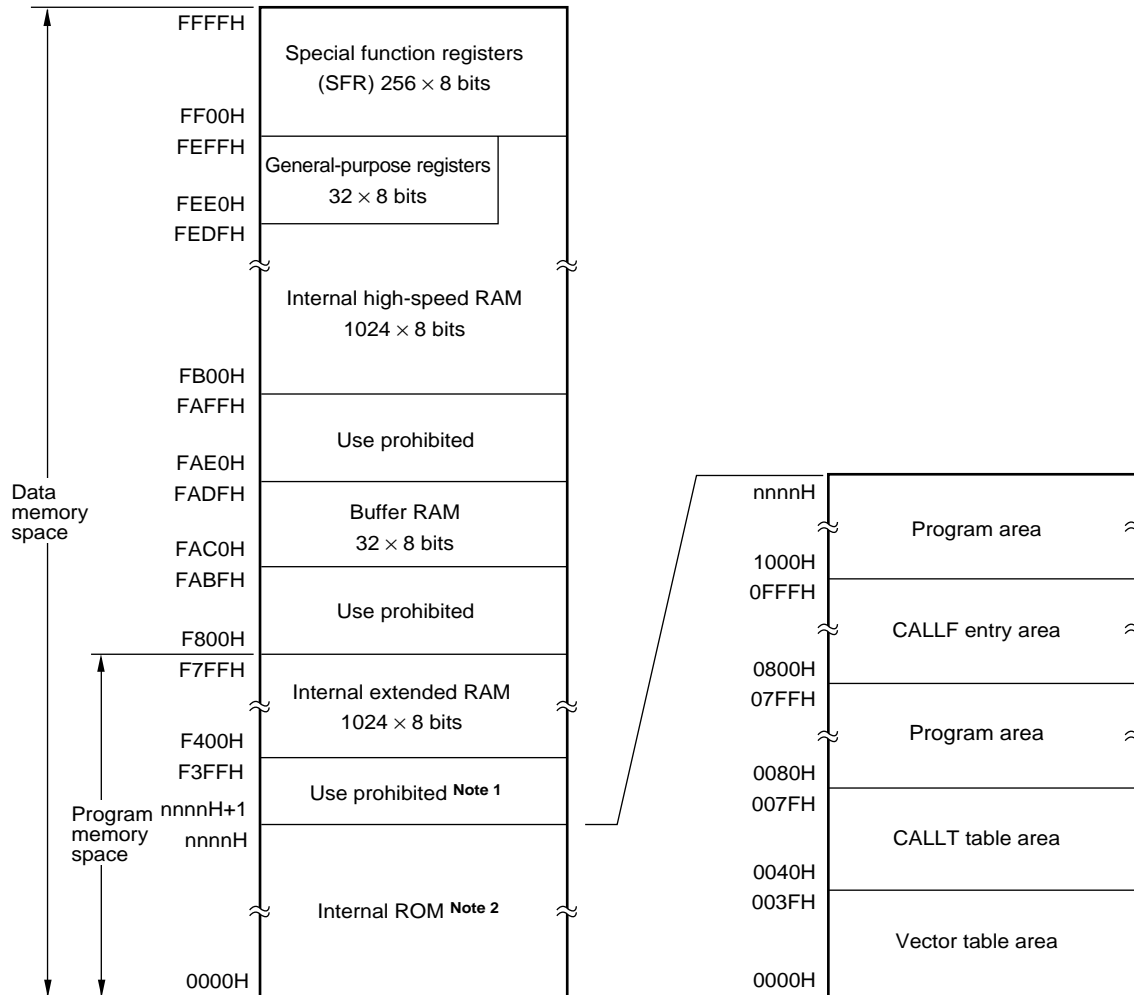 FFFFH
Special function registers
(SFR) 256 × 8 bits
FF00H
FEFFH
General-purpose registers
32 × 8 bits
FEE0H
FEDFH
Internal high-speed RAM
1024 × 8 bits
FB00H
FAFFH
Use prohibited
FAE0H
FADFH
Buffer RAM
32 × 8 bits
FAC0H
FABFH
Use prohibited
F800H
F7FFH
Internal extended RAM
1024 × 8 bits
F400H
F3FFH
Use prohibited Note 1
nnnnH+1
nnnnH
Internal ROM Note 2
0000H
Data
memory
space
Program
memory
space
nnnnH
Program area
1000H
0FFFH
CALLF entry area
0800H
07FFH
Program area
0080H
007FH
CALLT table area
0040H
003FH
Vector table area
0000H